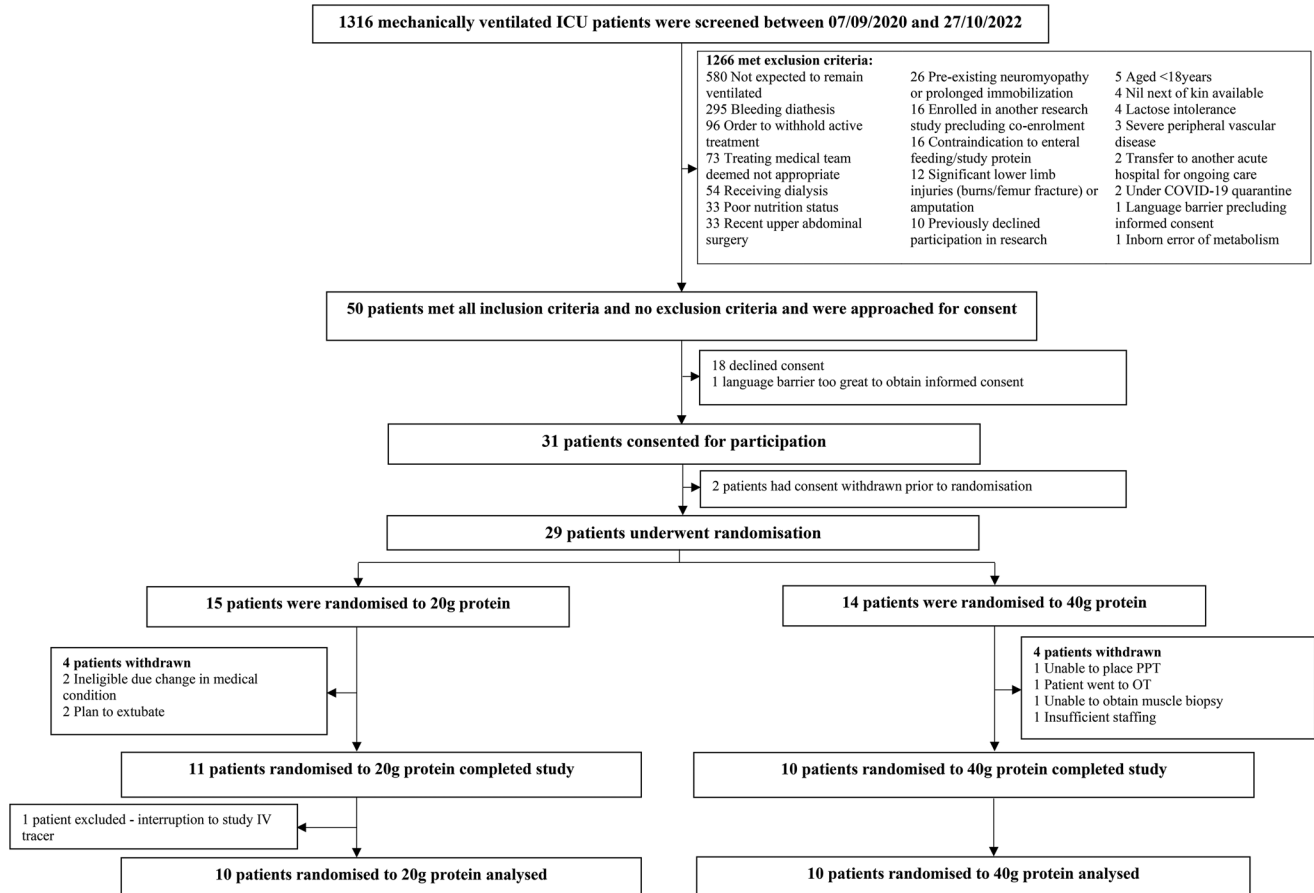 1316 mechanically ventilated ICU patients were screened between 07/09/2020 and 27/10/2022
1266 met exclusion criteria:
580 Not expected to remain
ventilated
295 Bleeding diathesis
96 Order to withhold active
treatment
73 Treating medical team
deemed not appropriate
54 Receiving dialysis
33 Poor nutrition status
33 Recent upper abdominal
surgery
26 Pre-existing neuromyopathy
or prolonged immobilization
16 Enrolled in another research
study precluding co-enrolment
16 Contraindication to enteral
feeding/study protein
12 Significant lower limb
injuries (burns/femur fracture) or
amputation
10 Previously declined
participation in research
5 Aged <18years
4 Nil next of kin available
4 Lactose intolerance
3 Severe peripheral vascular
disease
2 Transfer to another acute
hospital for ongoing care
2 Under COVID-19 quarantine
1 Language barrier precluding
informed consent
1 Inborn error of metabolism
50 patients met all inclusion criteria and no exclusion criteria and were approached for consent
18 declined consent
1 language barrier too great to obtain informed consent
31 patients consented for participation
2 patients had consent withdrawn prior to randomisation
29 patients underwent randomisation
15 patients were randomised to 20g protein
14 patients were randomised to 40g protein
4 patients withdrawn
2 Ineligible due change in medical
condition
2 Plan to extubate
4 patients withdrawn
1 Unable to place PPT
1 Patient went to OT
1 Unable to obtain muscle biopsy
1 Insufficient staffing
11 patients randomised to 20g protein completed study
10 patients randomised to 40g protein completed study
1 patient excluded - interruption to study IV
tracer
10 patients randomised to 20g protein analysed
10 patients randomised to 40g protein analysed